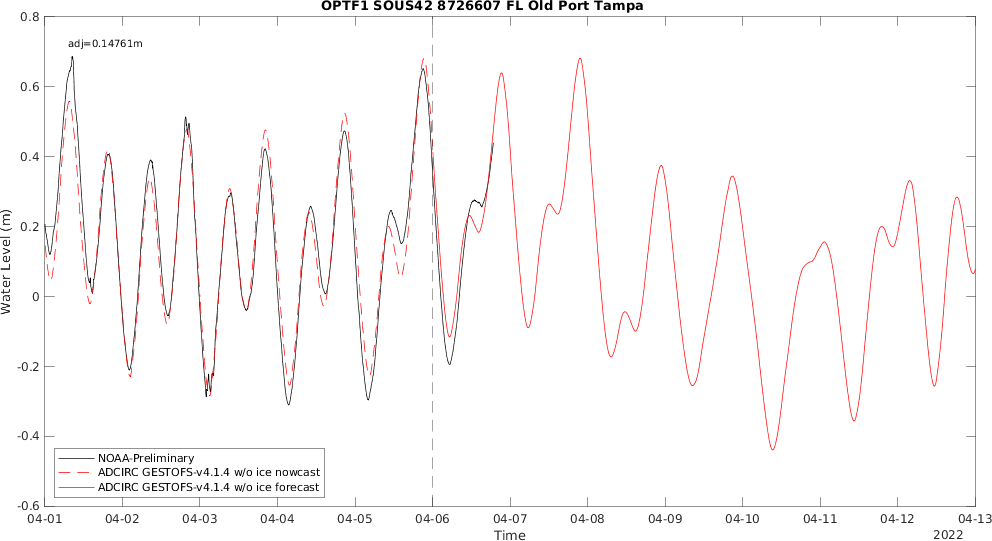 OPTF1 SOUS42 8726607 FL Old Port Tampa
adj=0.14761m
0.8
0.6
0.4
0.2
0
-0.2
-0.4
-0.6
Water Level (m)
NOAA-Preliminary
ADCIRC GESTOFS-v4.1.4 w/o ice nowcast
ADCIRC GESTOFS-v4.1.4 w/o ice forecast
04-01 04-02 04-03 04-04 04-05 04-06 04-07 04-08 04-09 04-10 04-11 04-12 04-13
Time
2022